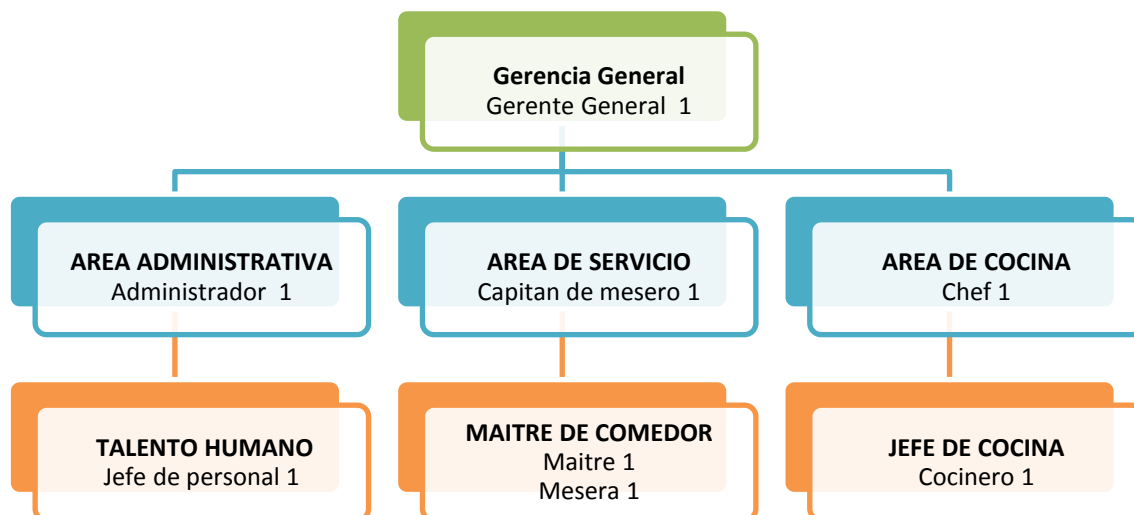 Gerencia General
Gerente General  1
AREA ADMINISTRATIVA
Administrador  1
AREA DE SERVICIO
Capitan de mesero 1
AREA DE COCINA
Chef 1
TALENTO HUMANO
Jefe de personal 1
MAITRE DE COMEDOR
Maitre 1
Mesera 1
JEFE DE COCINA
Cocinero 1